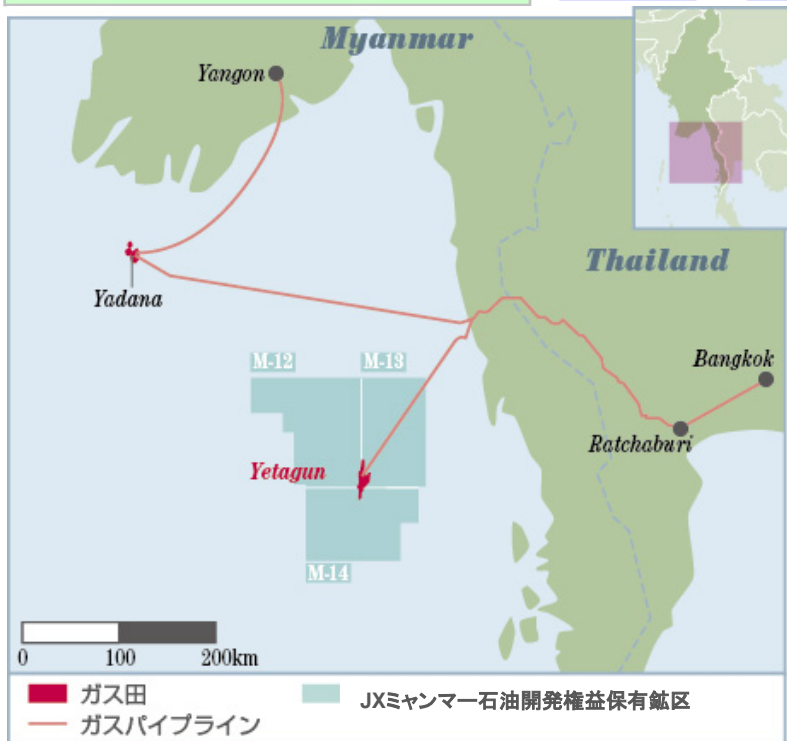 Myanmar
Yangon
Thailand
Yadana
M-12 M-13
Bangkok
Ratchaburi
Yetagun
M-14
0 100 200km
ガス田 JXミャンマー石油開発権益保有鉱区
ガスパイプライン